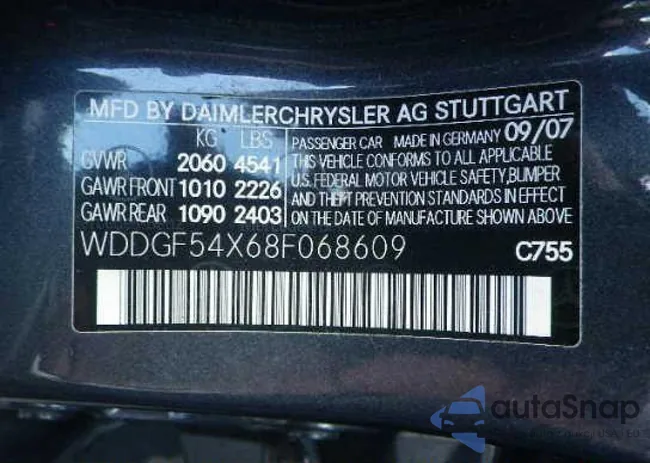 MFD BY DAIMLERCHRYSLER AG STUTTGART
KG LBS
GVWR 2060 4541
GAWR FRONT 1010 2226
GAWR REAR 1090 2403
PASSENGER CAR MADE IN GERMANY 09/07
THIS VEHICLE CONFORMS TO ALL APPLICABLE
U.S. FEDERAL MOTOR VEHICLE SAFETY,BUMPER
AND THEFT PREVENTION STANDARDS IN EFFECT
ON THE DATE OF MANUFACTURE SHOWN ABOVE
WDDGF54X68F068609 C755
autoSnap